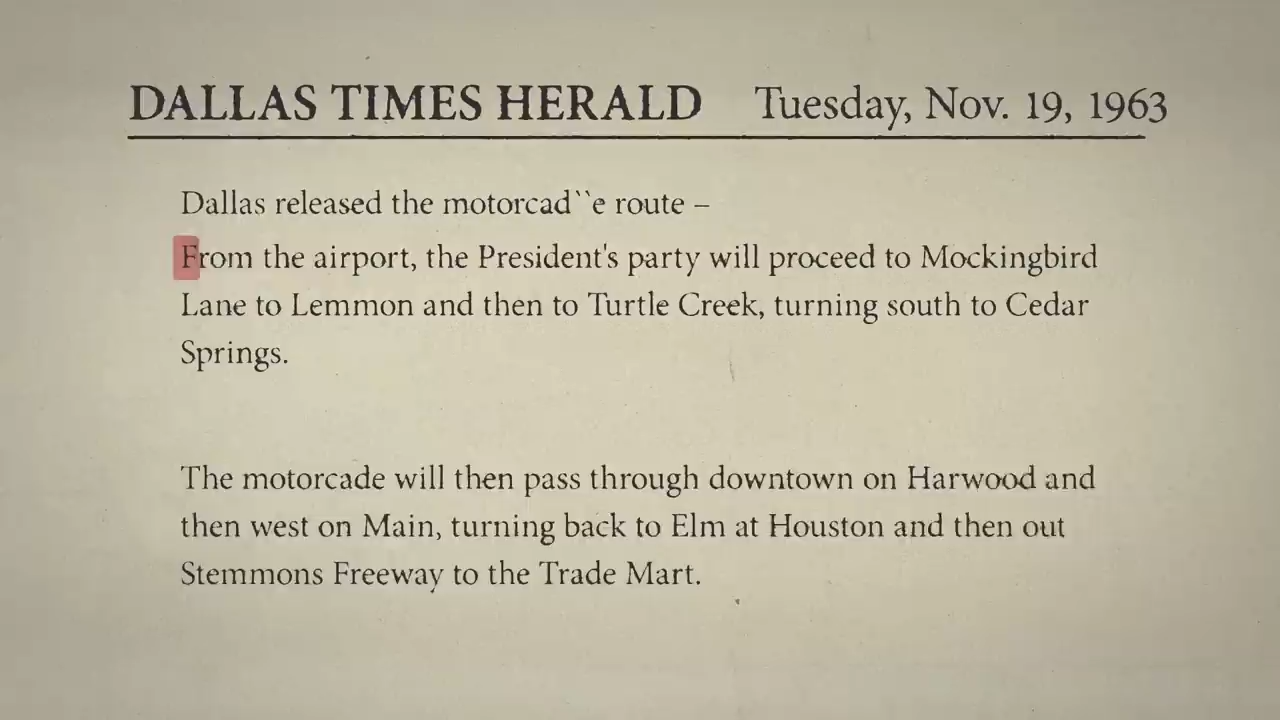 DALLAS TIMES HERALD Tuesday, Nov. 19, 1963
Dallas released the motorcad``e route –
From the airport, the President's party will proceed to Mockingbird
Lane to Lemmon and then to Turtle Creek, turning south to Cedar
Springs.
The motorcade will then pass through downtown on Harwood and
then west on Main, turning back to Elm at Houston and then out
Stemmons Freeway to the Trade Mart.